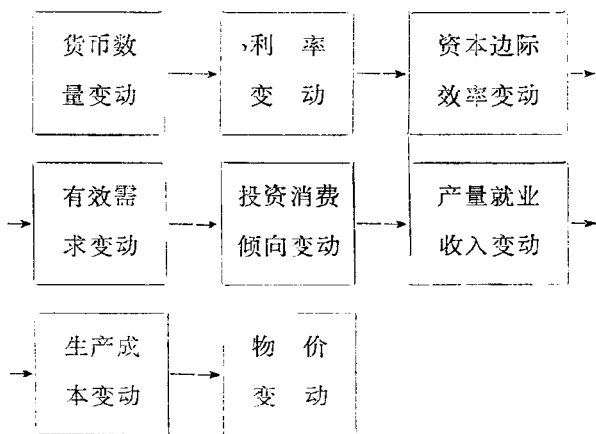 货币数 利率 资本边际
量变动 变动 效率变动
有效需 投资消费 产量就业
求变动 倾向变动 收入变动
生产成 物价
本变动 变动